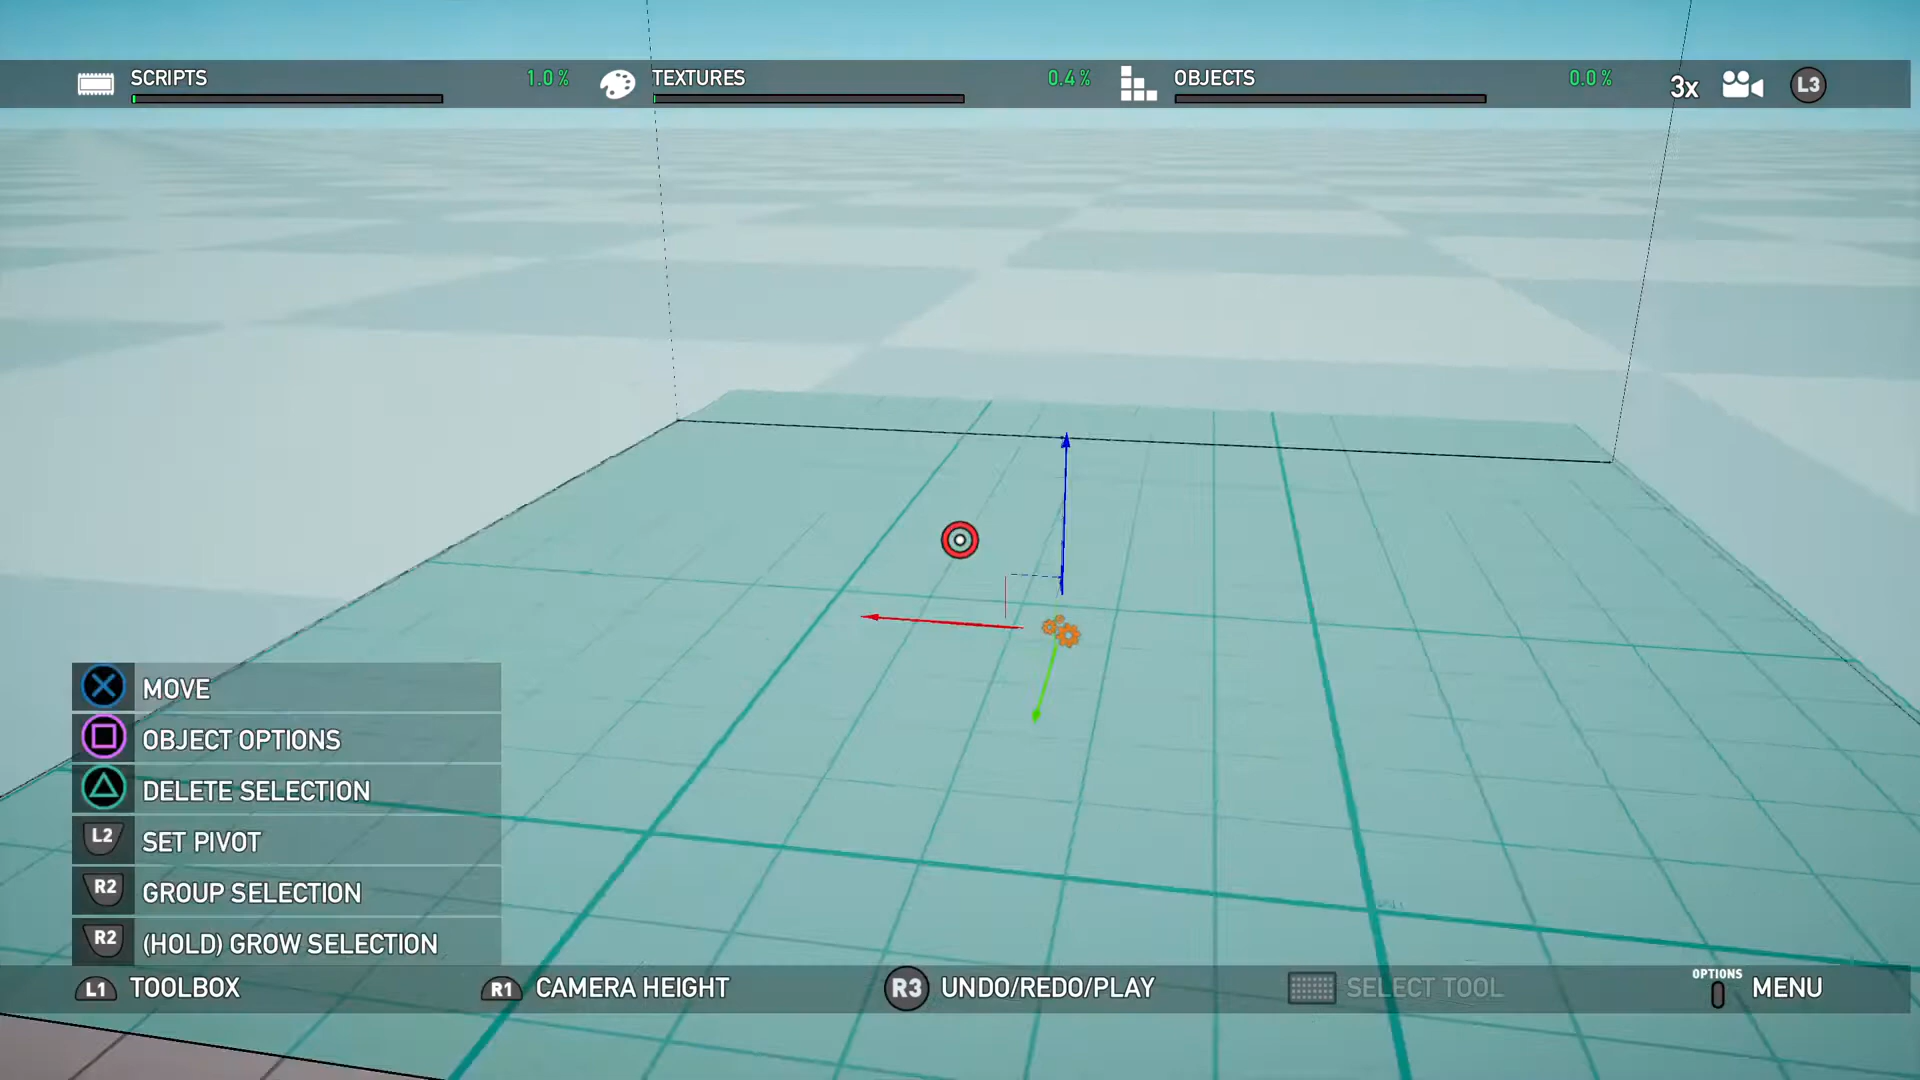 SCRIPTS 1.0% TEXTURES 0.4% OBJECTS 0.0% 3x L3
MOVE
OBJECT OPTIONS
DELETE SELECTION
L2 SET PIVOT
R2 GROUP SELECTION
R2 (HOLD) GROW SELECTION
L1 TOOLBOX R1 CAMERA HEIGHT R3 UNDO/REDO/PLAY SELECT TOOL OPTIONS MENU